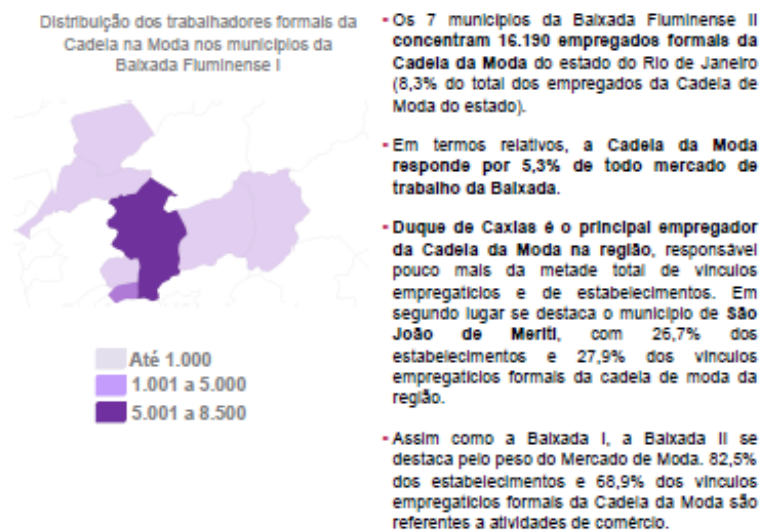 Distribuição dos trabalhadores formais da
Cadeia na Moda nos municípios da
Baixada Fluminense I
Até 1.000
1.001 a 5.000
5.001 a 8.500
▪ Os 7 municípios da Baixada Fluminense II
concentram 16.190 empregados formais da
Cadeia da Moda do estado do Rio de Janeiro
(8,3% do total dos empregados da Cadeia de
Moda do estado).
▪ Em termos relativos, a Cadeia da Moda
responde por 5,3% de todo mercado de
trabalho da Baixada.
▪ Duque de Caxias é o principal empregador
da Cadeia da Moda na região, responsável
pouco mais da metade total de vínculos
empregatícios e de estabelecimentos. Em
segundo lugar se destaca o município de São
João de Meriti, com 26,7% dos
estabelecimentos e 27,9% dos vínculos
empregatícios formais da cadeia de moda da
região.
▪ Assim como a Baixada I, a Baixada II se
destaca pelo peso do Mercado de Moda. 82,5%
dos estabelecimentos e 68,9% dos vínculos
empregatícios formais da Cadeia da Moda são
referentes a atividades de comércio.